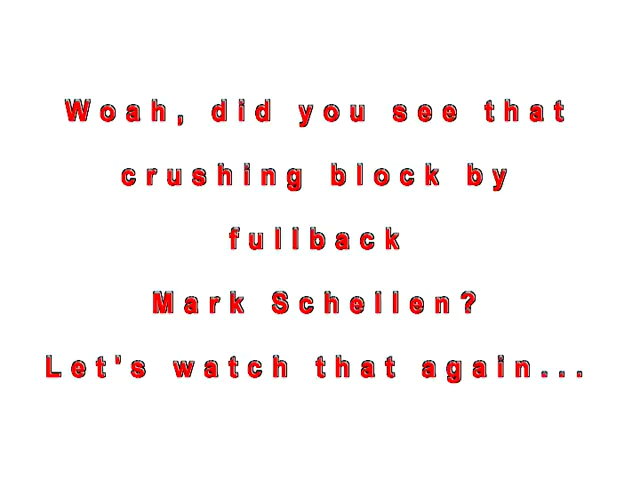 Woah, did you see that
crushing block by
fullback
Mark Schellen?
Let's watch that again...